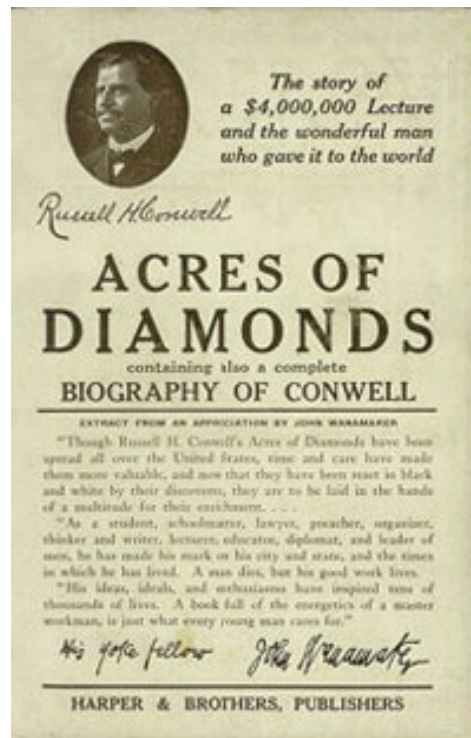 The story of
a $4,000,000 Lecture
and the wonderful man
who gave it to the world
Russell H. Conwell
ACRES OF
DIAMONDS
containing also a complete
BIOGRAPHY OF CONWELL
EXTRACT FROM AN APPRECIATION BY JOHN WANAMAKER
"Though Russell H. Conwell's Acres of Diamonds have been
spread all over the United States, time and care have made
them more valuable, and now that they have been reset in black
and white by their discoverer, they are to be laid in the hands
of a multitude for their enrichment. . . .
"As a student, schoolmaster, lawyer, preacher, organizer,
thinker and writer, lecturer, educator, diplomat, and leader of
men, he has made his mark on his city and state, and the times
in which he has lived. A man dies, but his good work lives.
"His ideas, ideals, and enthusiasms have inspired tens of
thousands of lives. A book full of the energetics of a master
workman, is just what every young man cares for."
His yoke fellow John Wanamaker
HARPER & BROTHERS, PUBLISHERS